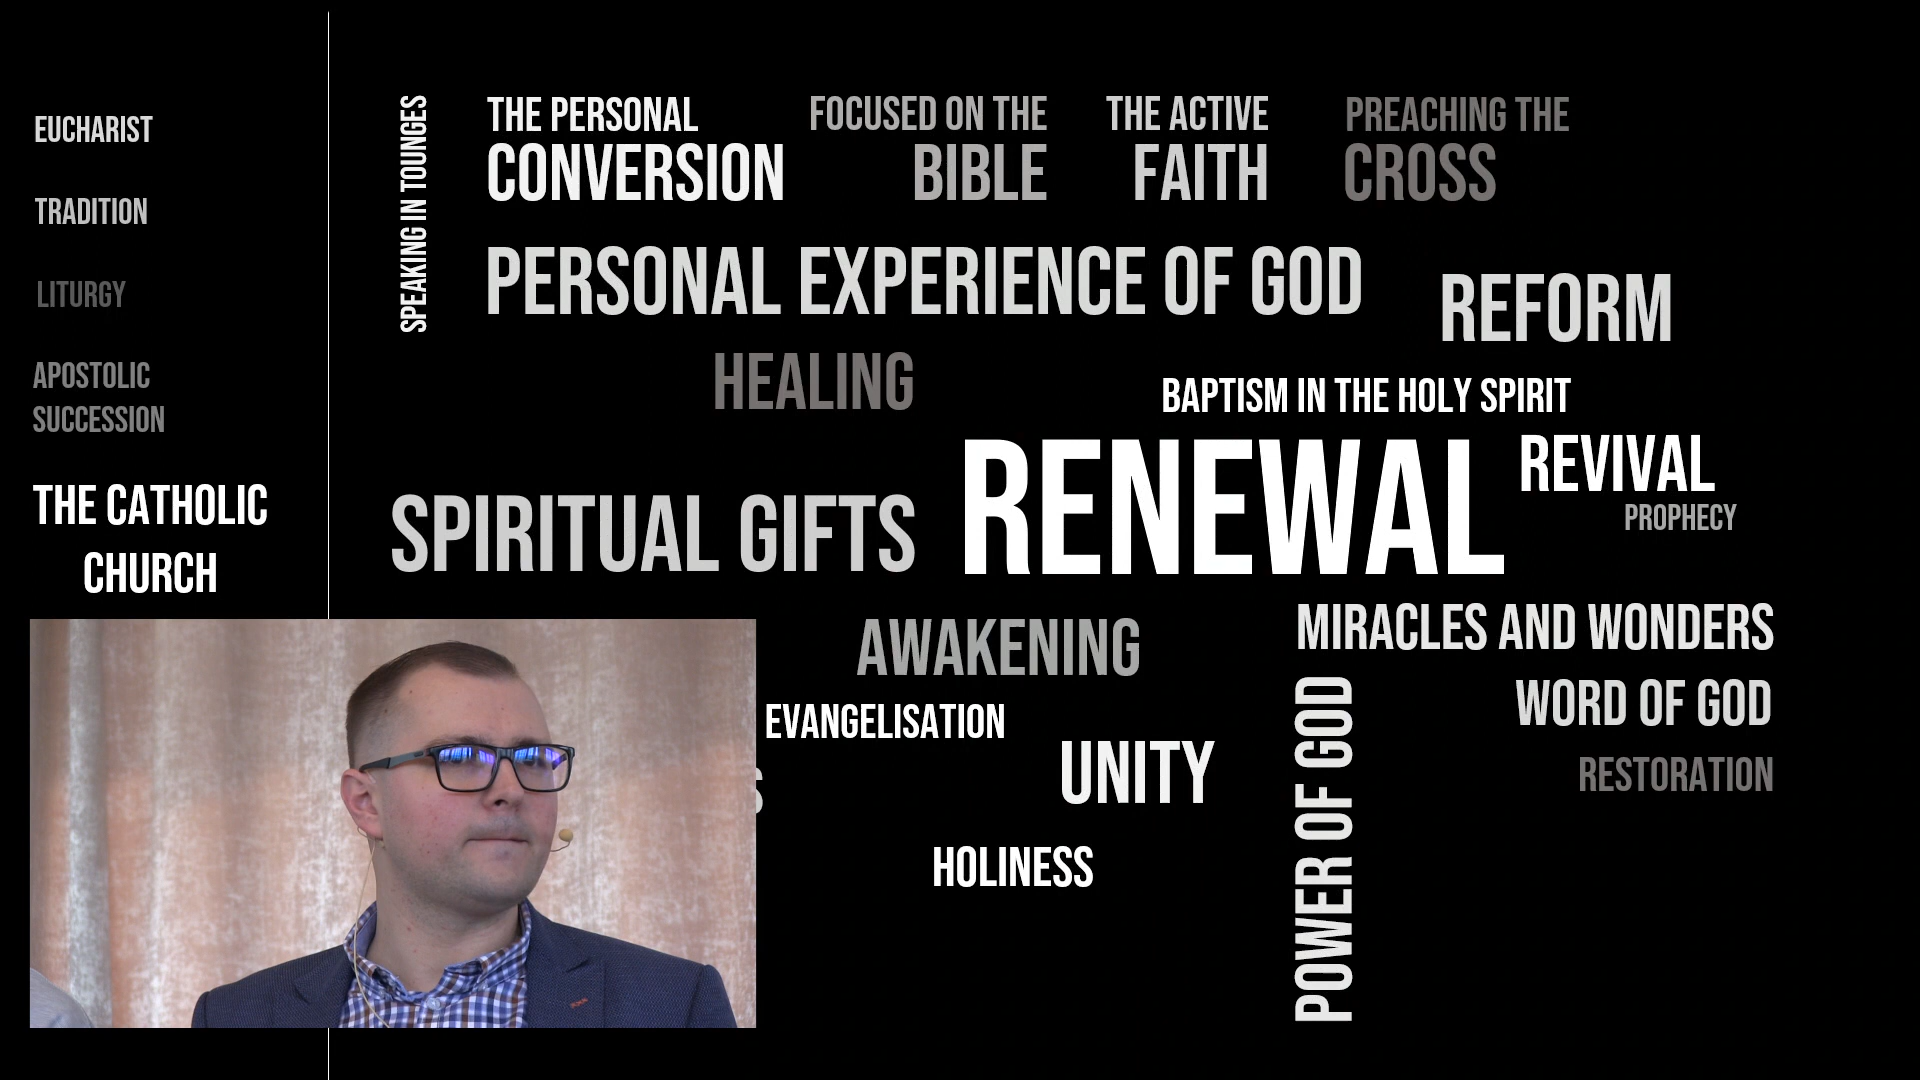 EUCHARIST
TRADITION
LITURGY
APOSTOLIC
SUCCESSION
THE CATHOLIC
CHURCH
SPEAKING IN TOUNGES
THE PERSONAL
CONVERSION
FOCUSED ON THE
BIBLE
THE ACTIVE
FAITH
PREACHING THE
CROSS
PERSONAL EXPERIENCE OF GOD
REFORM
HEALING
BAPTISM IN THE HOLY SPIRIT
RENEWAL
REVIVAL
PROPHECY
SPIRITUAL GIFTS
AWAKENING
MIRACLES AND WONDERS
EVANGELISATION
UNITY
POWER OF GOD
WORD OF GOD
RESTORATION
HOLINESS